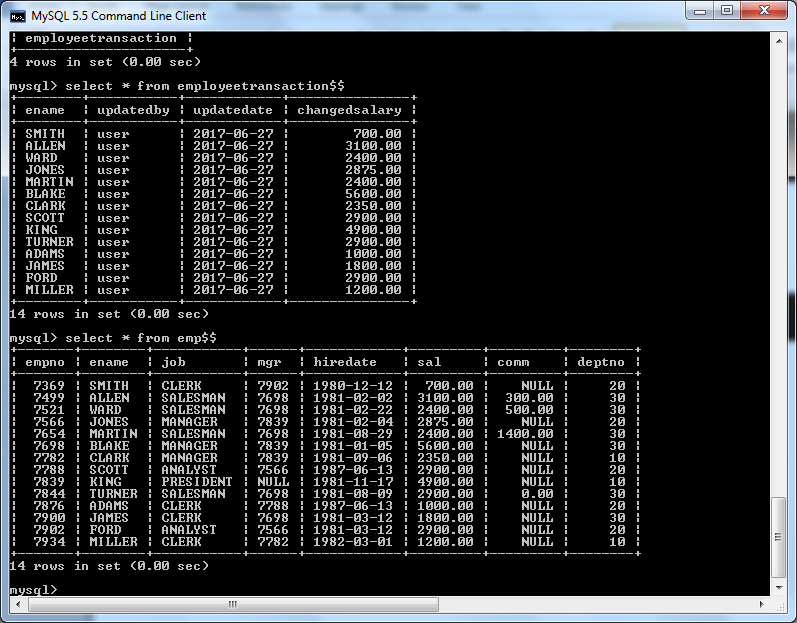 MySQL 5.5 Command Line Client
| employeetransaction |
+---------------------+
4 rows in set (0.00 sec)
mysql> select * from employeetransaction$$
+--------+-----------+------------+---------------+
| ename  | updatedby | updatedate | changedsalary |
+--------+-----------+------------+---------------+
| SMITH  | user      | 2017-06-27 |        700.00 |
| ALLEN  | user      | 2017-06-27 |       3100.00 |
| WARD   | user      | 2017-06-27 |       2400.00 |
| JONES  | user      | 2017-06-27 |       2875.00 |
| MARTIN | user      | 2017-06-27 |       2400.00 |
| BLAKE  | user      | 2017-06-27 |       5600.00 |
| CLARK  | user      | 2017-06-27 |       2350.00 |
| SCOTT  | user      | 2017-06-27 |       2900.00 |
| KING   | user      | 2017-06-27 |       4900.00 |
| TURNER | user      | 2017-06-27 |       2900.00 |
| ADAMS  | user      | 2017-06-27 |       1000.00 |
| JAMES  | user      | 2017-06-27 |       1800.00 |
| FORD   | user      | 2017-06-27 |       2900.00 |
| MILLER | user      | 2017-06-27 |       1200.00 |
+--------+-----------+------------+---------------+
14 rows in set (0.00 sec)
mysql> select * from emp$$
+-------+--------+-----------+------+------------+---------+---------+--------+
| empno | ename  | job       | mgr  | hiredate   | sal     | comm    | deptno |
+-------+--------+-----------+------+------------+---------+---------+--------+
|  7369 | SMITH  | CLERK     | 7902 | 1980-12-12 |  700.00 |    NULL |     20 |
|  7499 | ALLEN  | SALESMAN  | 7698 | 1981-02-02 | 3100.00 |  300.00 |     30 |
|  7521 | WARD   | SALESMAN  | 7698 | 1981-02-22 | 2400.00 |  500.00 |     30 |
|  7566 | JONES  | MANAGER   | 7839 | 1981-02-04 | 2875.00 |    NULL |     20 |
|  7654 | MARTIN | SALESMAN  | 7698 | 1981-08-29 | 2400.00 | 1400.00 |     30 |
|  7698 | BLAKE  | MANAGER   | 7839 | 1981-01-05 | 5600.00 |    NULL |     30 |
|  7782 | CLARK  | MANAGER   | 7839 | 1981-09-06 | 2350.00 |    NULL |     10 |
|  7788 | SCOTT  | ANALYST   | 7566 | 1987-06-13 | 2900.00 |    NULL |     20 |
|  7839 | KING   | PRESIDENT | NULL | 1981-11-17 | 4900.00 |    NULL |     10 |
|  7844 | TURNER | SALESMAN  | 7698 | 1981-08-09 | 2900.00 |    0.00 |     30 |
|  7876 | ADAMS  | CLERK     | 7788 | 1987-06-13 | 1000.00 |    NULL |     20 |
|  7900 | JAMES  | CLERK     | 7698 | 1981-03-12 | 1800.00 |    NULL |     30 |
|  7902 | FORD   | ANALYST   | 7566 | 1981-03-12 | 2900.00 |    NULL |     20 |
|  7934 | MILLER | CLERK     | 7782 | 1982-03-01 | 1200.00 |    NULL |     10 |
+-------+--------+-----------+------+------------+---------+---------+--------+
14 rows in set (0.00 sec)
mysql>